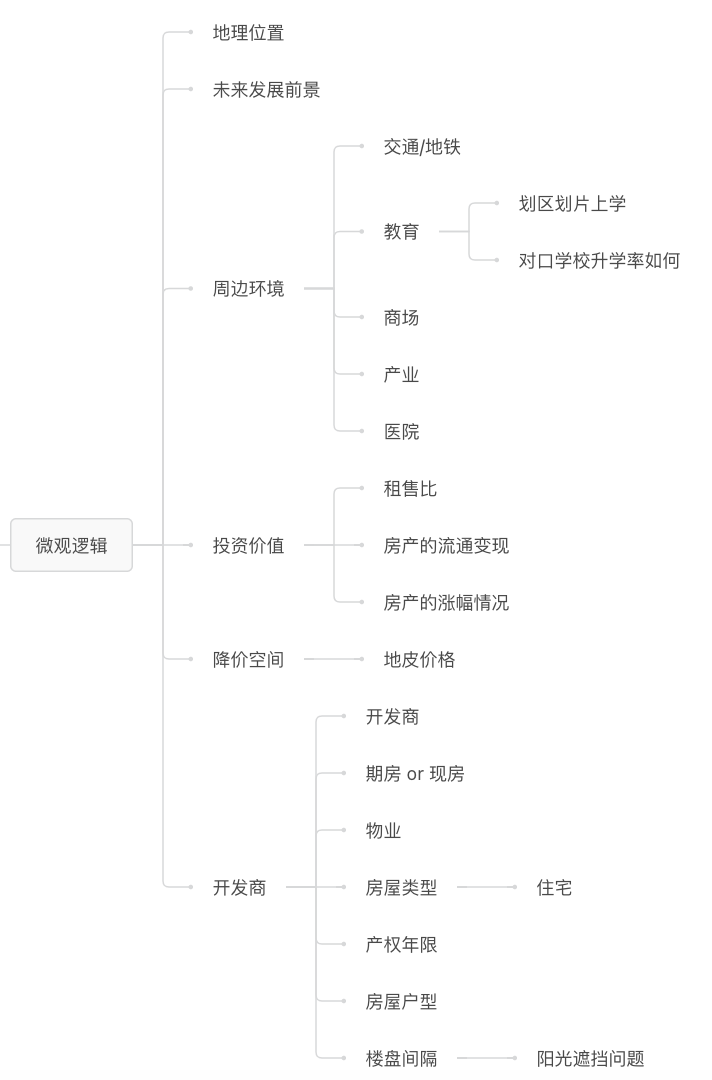 地理位置
未来发展前景
交通/地铁
划区划片上学
教育
对口学校升学率如何
周边环境
商场
产业
医院
租售比
微观逻辑
投资价值
房产的流通变现
房产的涨幅情况
降价空间
地皮价格
开发商
期房 or 现房
物业
开发商
房屋类型
住宅
产权年限
房屋户型
楼盘间隔
阳光遮挡问题